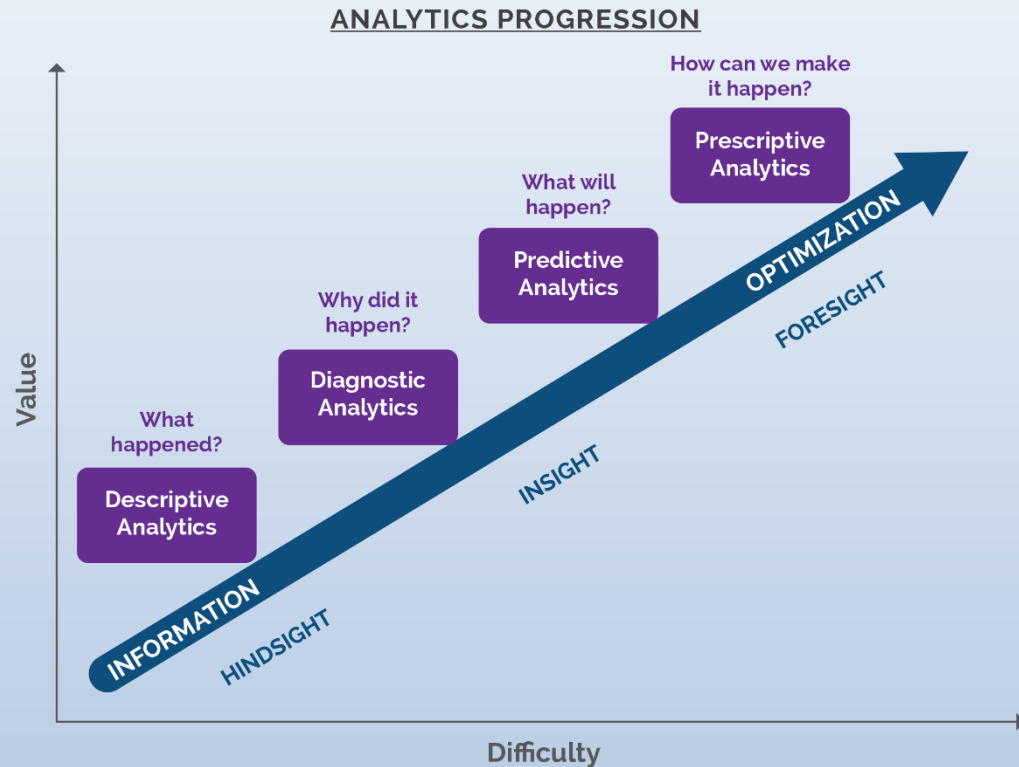 ANALYTICS PROGRESSION
How can we make
it happen?
Prescriptive
Analytics
What will
happen?
Predictive
Analytics
Why did it
happen?
Diagnostic
Analytics
What
happened?
Descriptive
Analytics
INFORMATION
OPTIMIZATION
HINDSIGHT
INSIGHT
FORESIGHT
Value
Difficulty